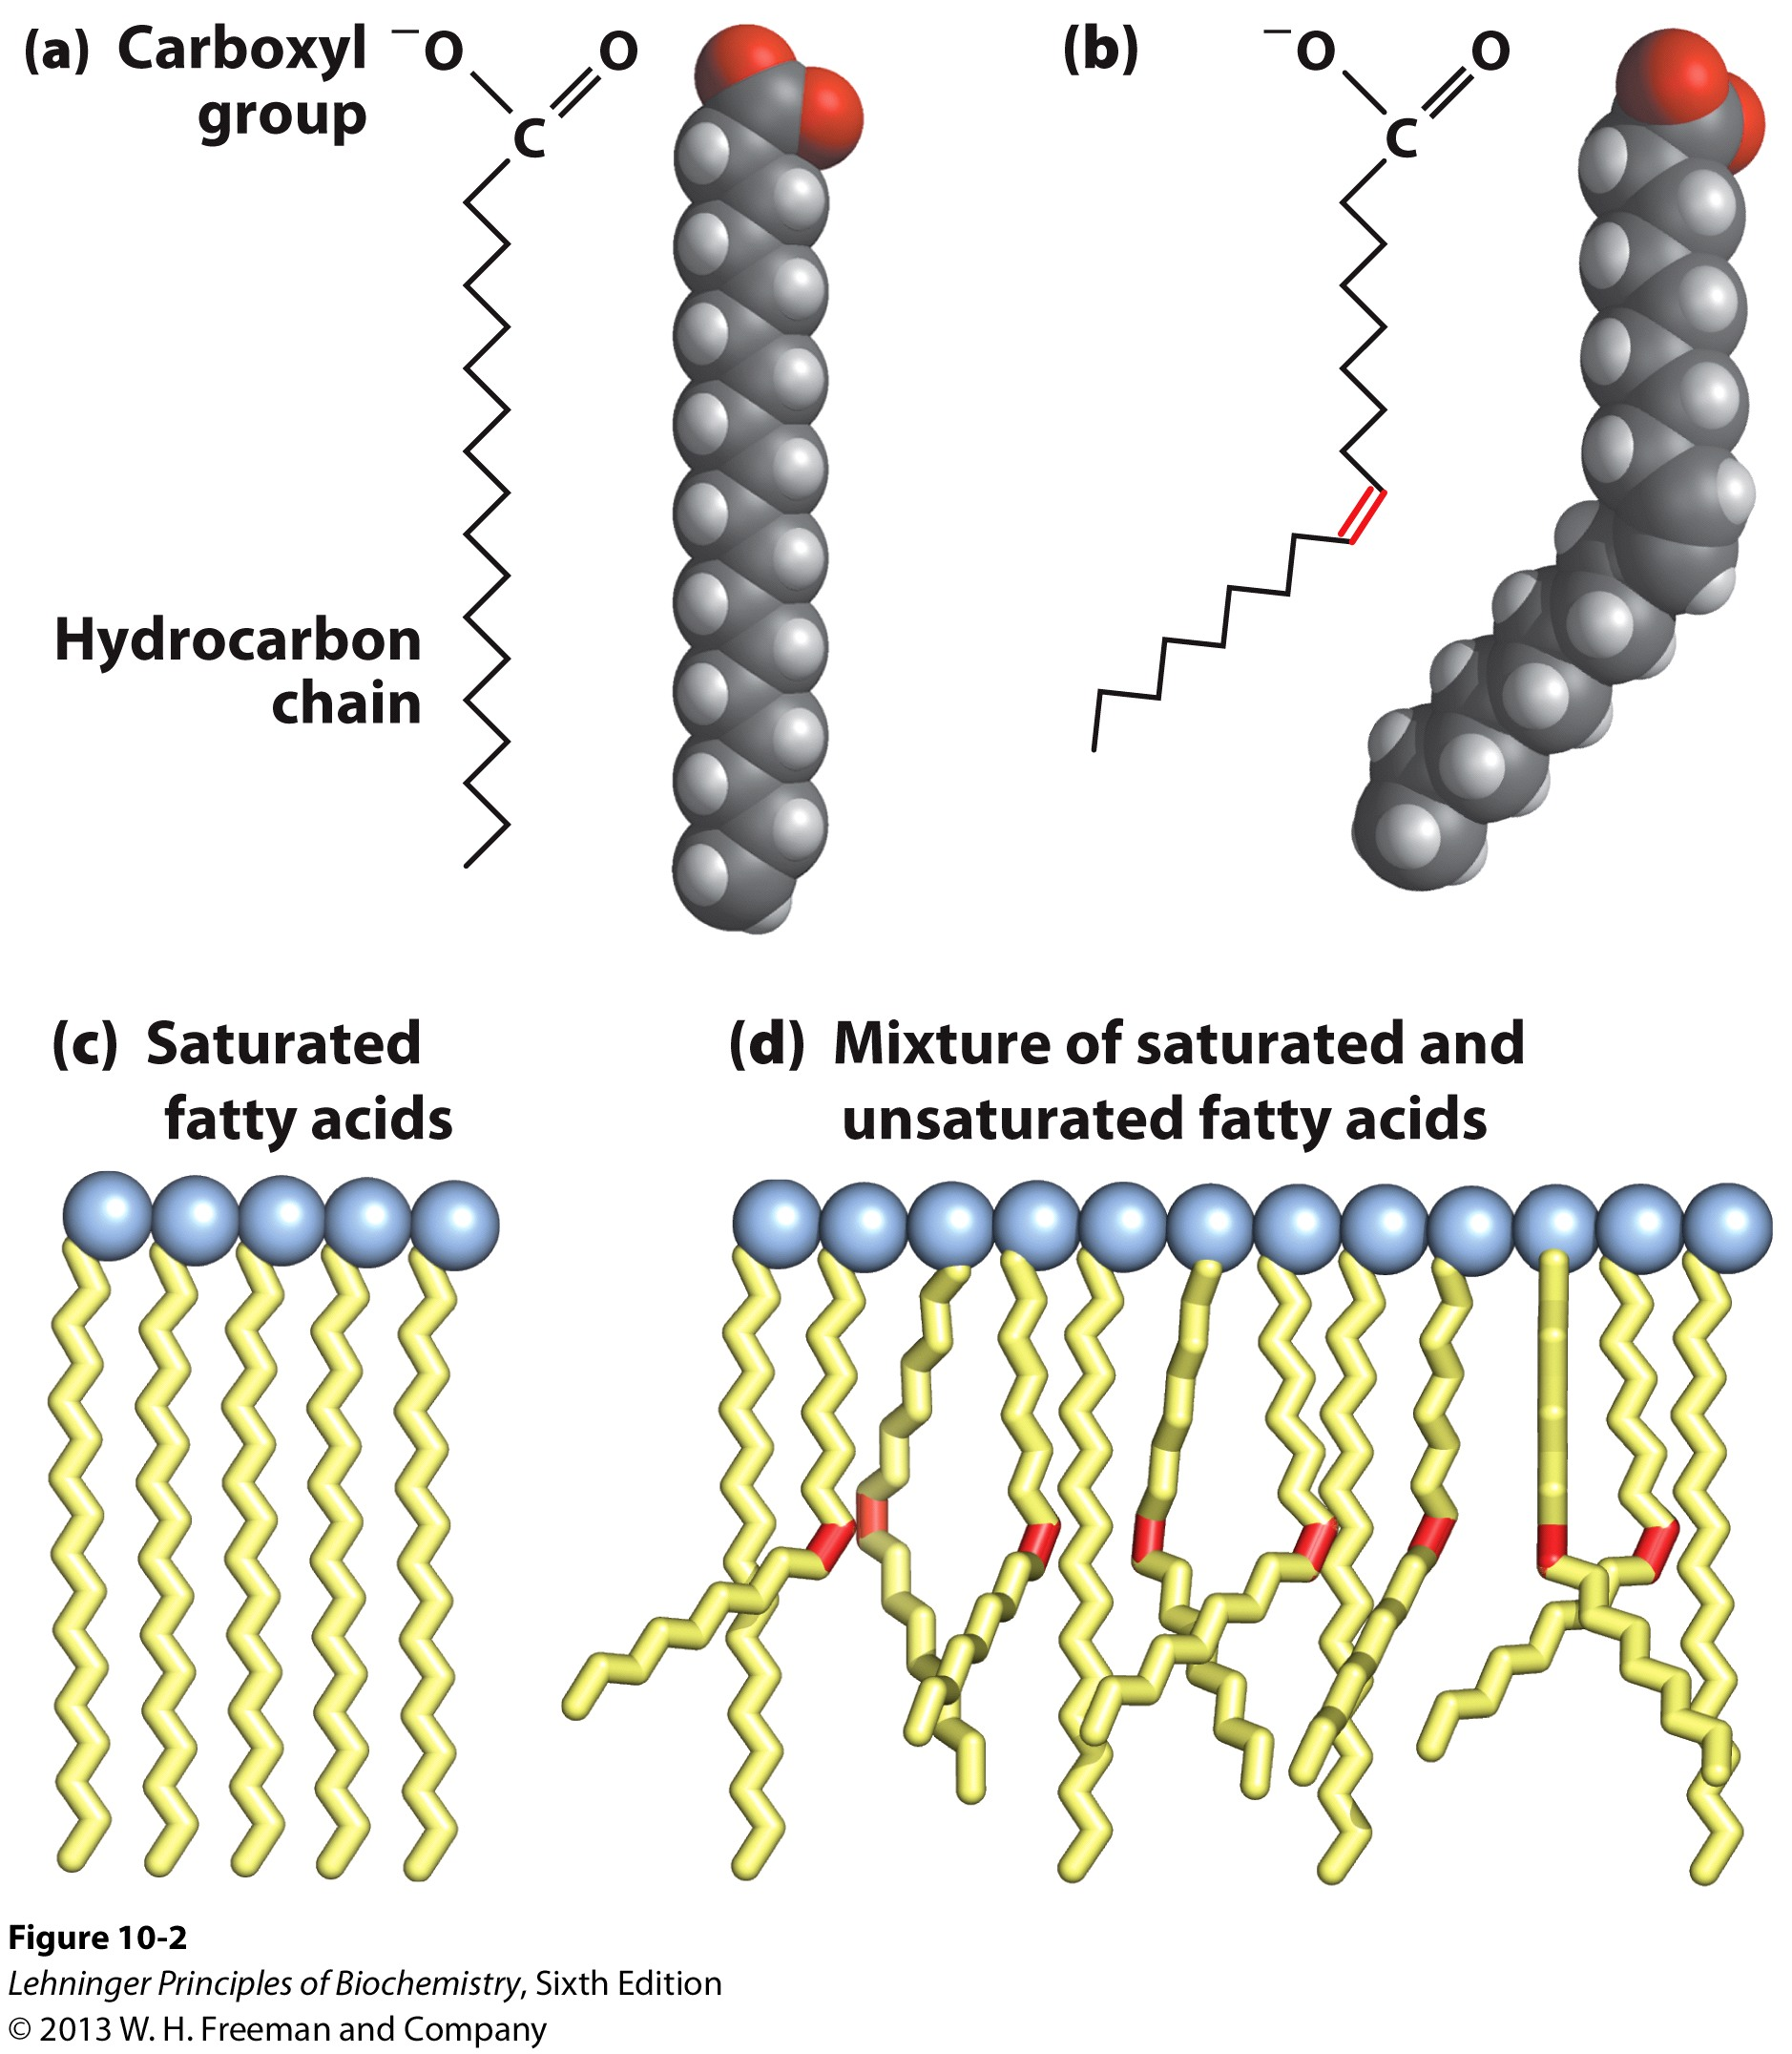 (a) Carboxyl
group
⁻O
O
C
Hydrocarbon
chain
(b)
⁻O
O
C
(c) Saturated
fatty acids
(d) Mixture of saturated and
unsaturated fatty acids
Figure 10-2
Lehninger Principles of Biochemistry, Sixth Edition
© 2013 W. H. Freeman and Company